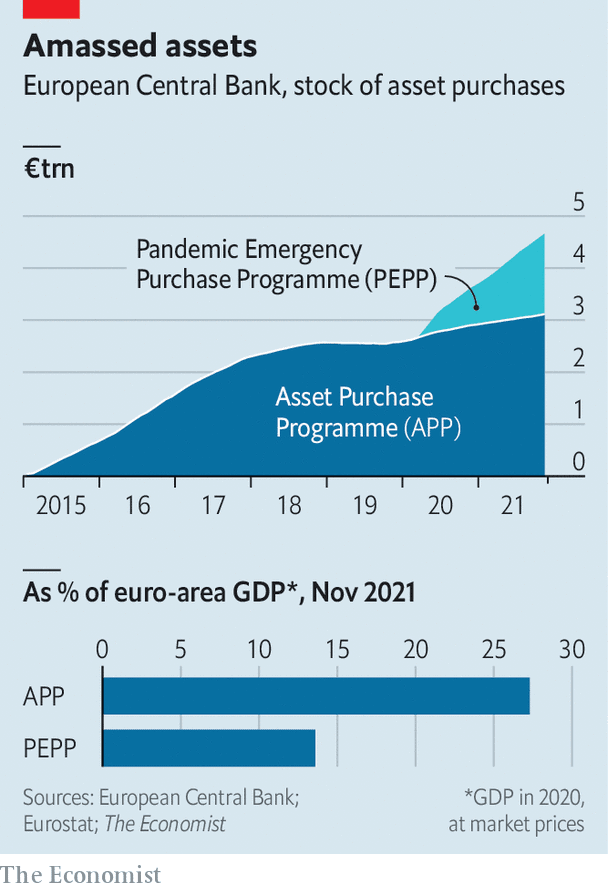 Amassed assets
European Central Bank, stock of asset purchases
€trn
5
Pandemic Emergency
Purchase Programme (PEPP)
4
3
2
Asset Purchase
Programme (APP)
1
0
2015 16 17 18 19 20 21
As % of euro-area GDP*, Nov 2021
0 5 10 15 20 25 30
APP
PEPP
Sources: European Central Bank;
Eurostat; The Economist
*GDP in 2020,
at market prices
The Economist